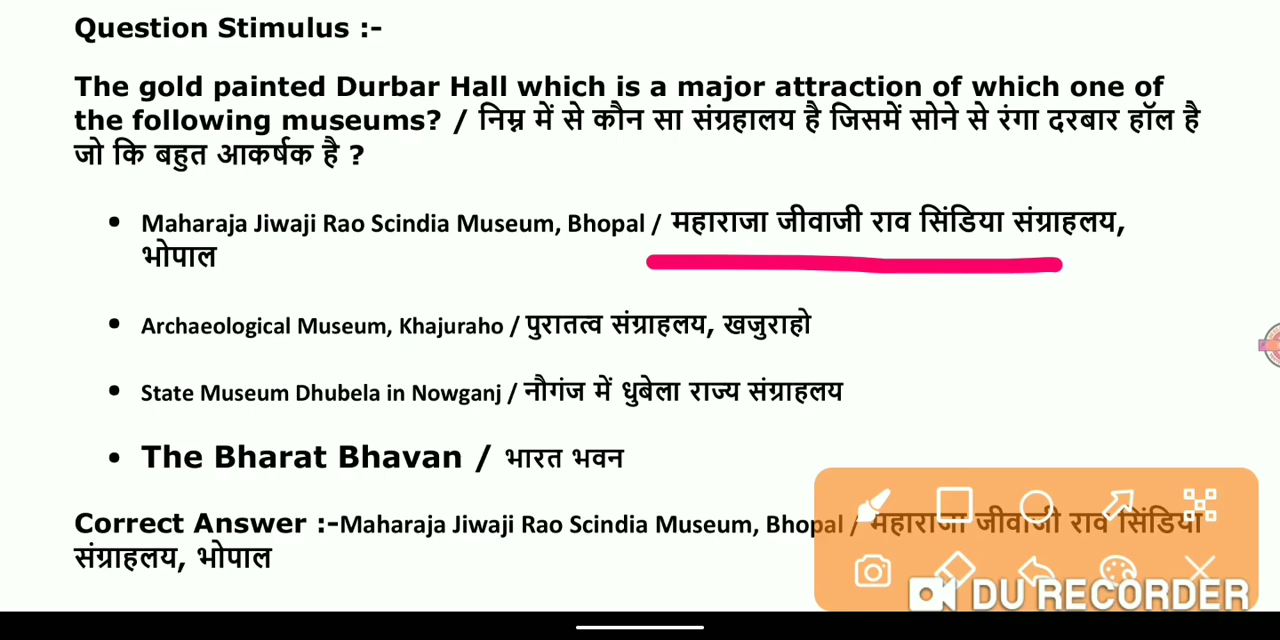 Question Stimulus :-
The gold painted Durbar Hall which is a major attraction of which one of
the following museums? / निम्न में से कौन सा संग्रहालय है जिसमें सोने से रंगा दरबार हॉल है
जो कि बहुत आकर्षक है ?
• Maharaja Jiwaji Rao Scindia Museum, Bhopal / महाराजा जीवाजी राव सिंडिया संग्राहलय,
भोपाल
• Archaeological Museum, Khajuraho / पुरातत्व संग्राहलय, खजुराहो
• State Museum Dhubela in Nowganj / नौगंज में धुबेला राज्य संग्राहलय
• The Bharat Bhavan / भारत भवन
Correct Answer :-Maharaja Jiwaji Rao Scindia Museum, Bhopal / महाराजा जीवाजी राव सिंडिया
संग्राहलय, भोपाल
DU RECORDER